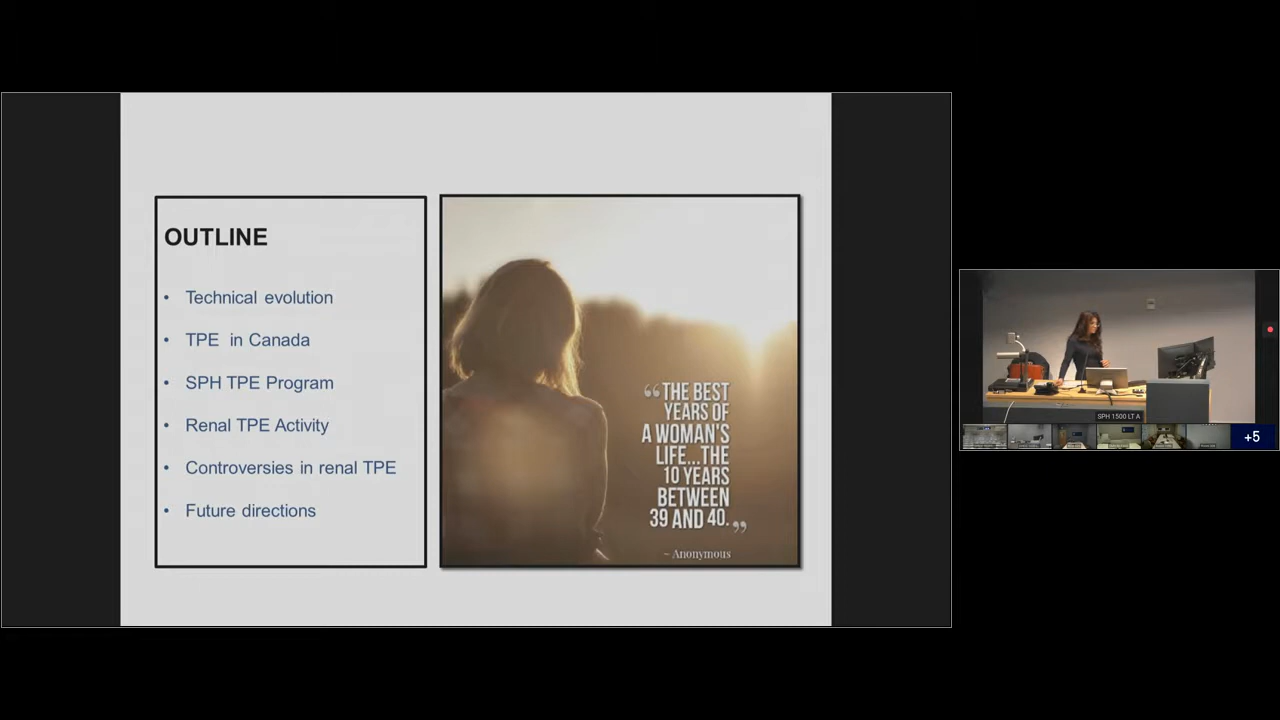 OUTLINE
• Technical evolution
• TPE in Canada
• SPH TPE Program
• Renal TPE Activity
• Controversies in renal TPE
• Future directions
“THE BEST
YEARS OF
A WOMAN'S
LIFE...THE
10 YEARS
BETWEEN
39 AND 40.”
~ Anonymous
SPH 1500 LT A
+5